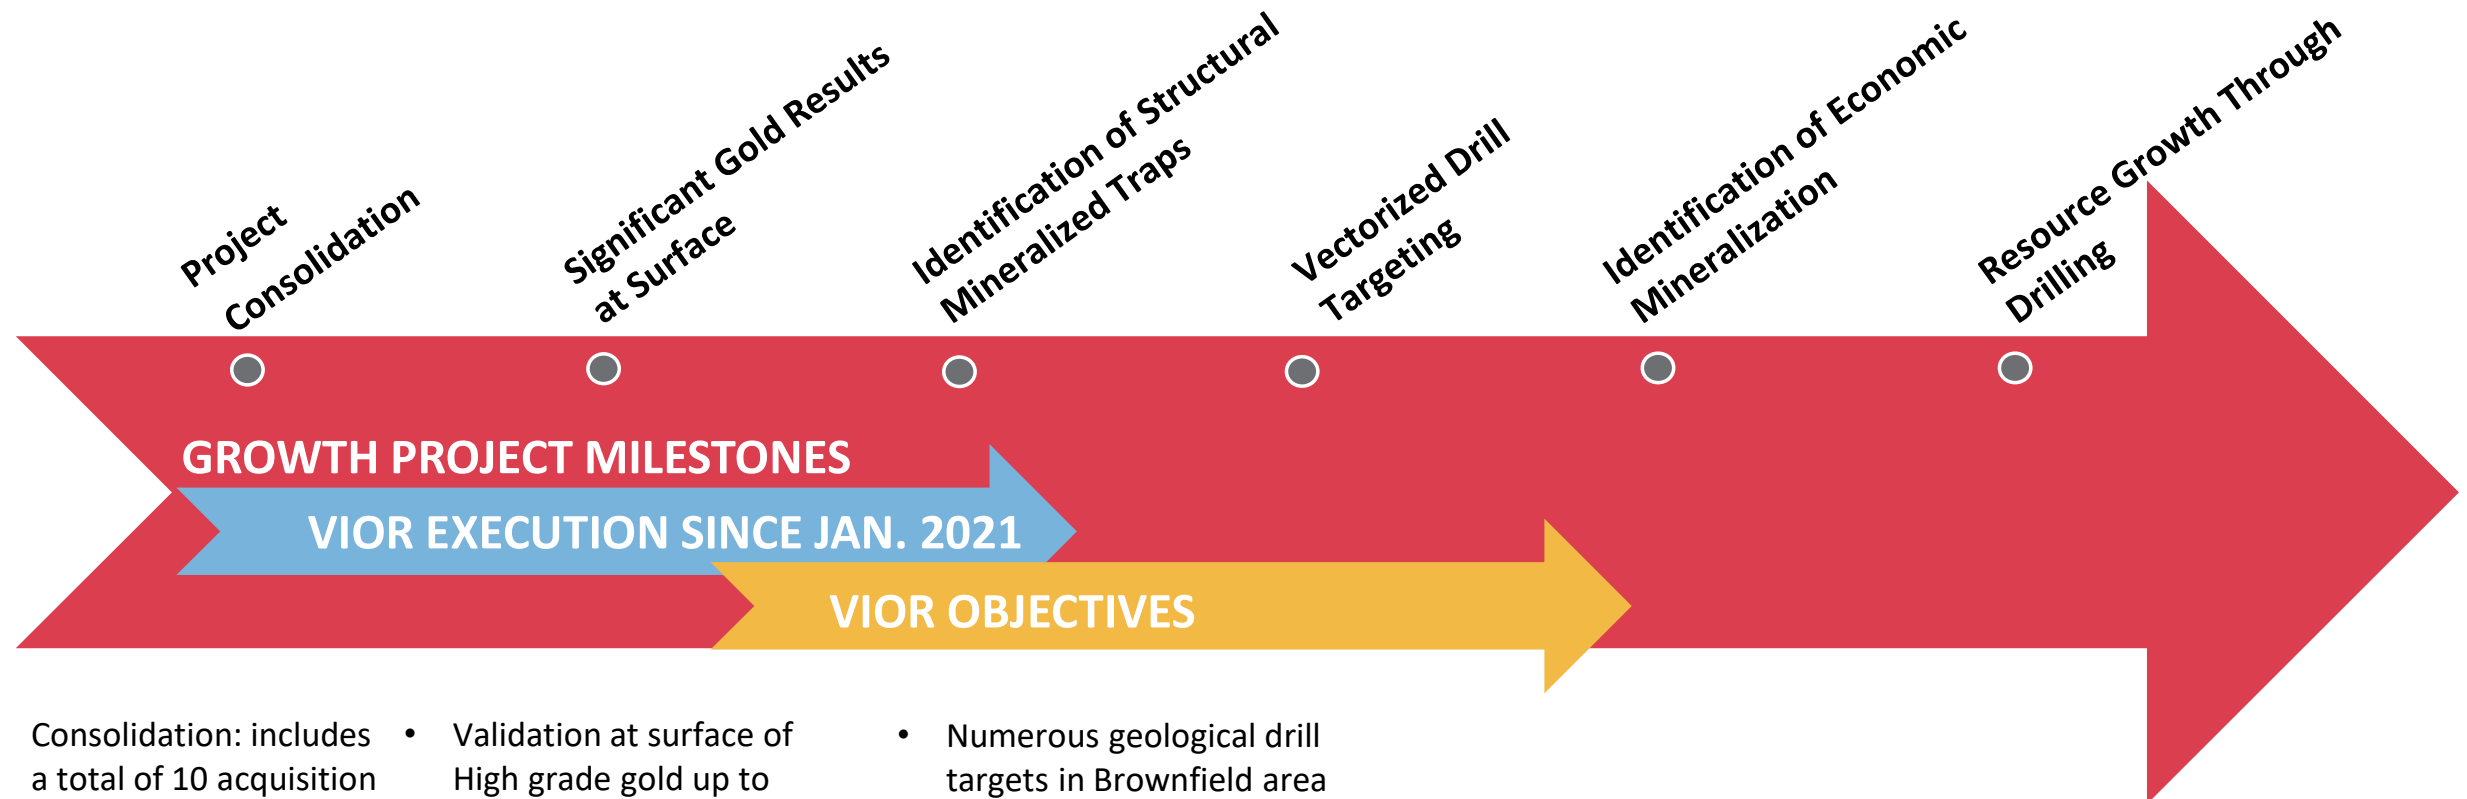 Project
Consolidation
Significant Gold Results
at Surface
Identification of Structural
Mineralized Traps
Vectorized Drill
Targeting
Identification of Economic
Mineralization
Resource Growth Through
Drilling
GROWTH PROJECT MILESTONES
VIOR EXECUTION SINCE JAN. 2021
VIOR OBJECTIVES
Consolidation: includes
a total of 10 acquisition
• Validation at surface of
High grade gold up to
• Numerous geological drill
targets in Brownfield area